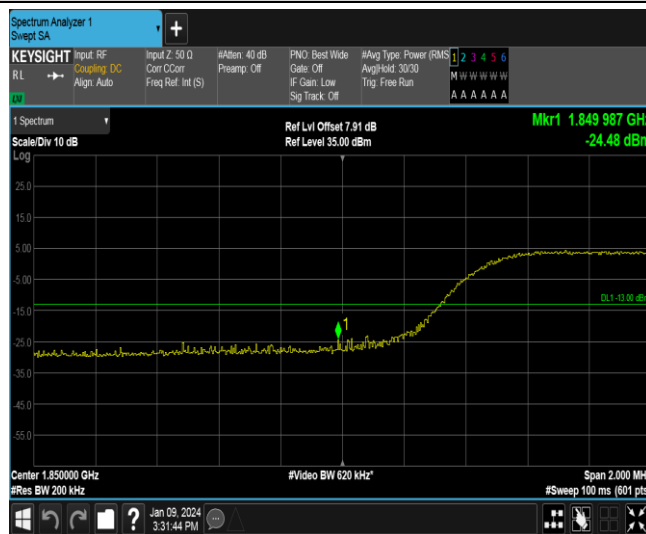 Spectrum Analyzer 1
Swept SA
KEYSIGHT
RL
Input: RF
Coupling: DC
Align: Auto
Input Z: 50 Ω
Corr CCorr
Freq Ref: Int (S)
#Atten: 40 dB
Preamp: Off
PNO: Best Wide
Gate: Off
IF Gain: Low
Sig Track: Off
#Avg Type: Power (RMS
Avg|Hold: 30/30
Trig: Free Run
1 2 3 4 5 6
M W W W W W
A A A A A A
1 Spectrum
Scale/Div 10 dB
Ref Lvl Offset 7.91 dB
Ref Level 35.00 dBm
Mkr1 1.849 987 GHz
-24.48 dBm
Log
25.0
15.0
5.00
-5.00
-15.0
-25.0
-35.0
-45.0
-55.0
1
DL1 -13.00 dBm
Center 1.850000 GHz
#Res BW 200 kHz
#Video BW 620 kHz*
Span 2.000 MHz
#Sweep 100 ms (601 pts
Jan 09, 2024
3:31:44 PM